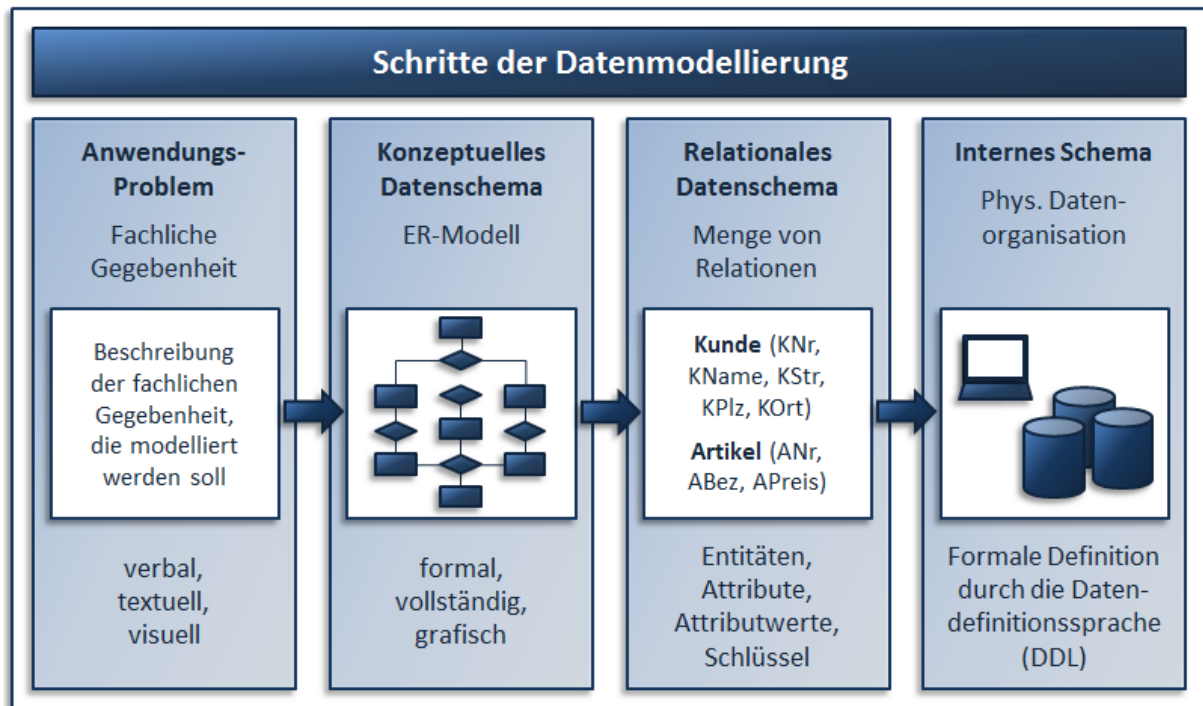 Schritte der Datenmodellierung
Anwendungs-
Problem
Fachliche
Gegebenheit
Beschreibung
der fachlichen
Gegebenheit,
die modelliert
werden soll
verbal,
textuell,
visuell
Konzeptuelles
Datenschema
ER-Modell
formal,
vollständig,
grafisch
Relationales
Datenschema
Menge von
Relationen
Kunde (KNr,
KName, KStr,
KPlz, KOrt)
Artikel (ANr,
ABez, APreis)
Entitäten,
Attribute,
Attributwerte,
Schlüssel
Internes Schema
Phys. Daten-
organisation
Formale Definition
durch die Daten-
definitionssprache
(DDL)